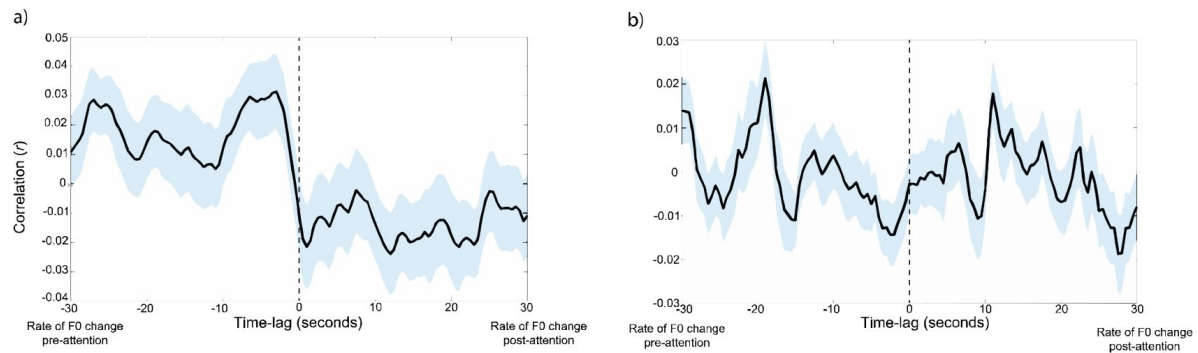 a)
Correlation (r)
0.05
0.04
0.03
0.02
0.01
0
-0.01
-0.02
-0.03
-0.04
-30
-20
-10
0
10
20
30
Rate of F0 change
pre-attention
Time-lag (seconds)
Rate of F0 change
post-attention
b)
0.03
0.02
0.01
0
-0.01
-0.02
-0.03
-30
-20
-10
0
10
20
30
Rate of F0 change
pre-attention
Time-lag (seconds)
Rate of F0 change
post-attention